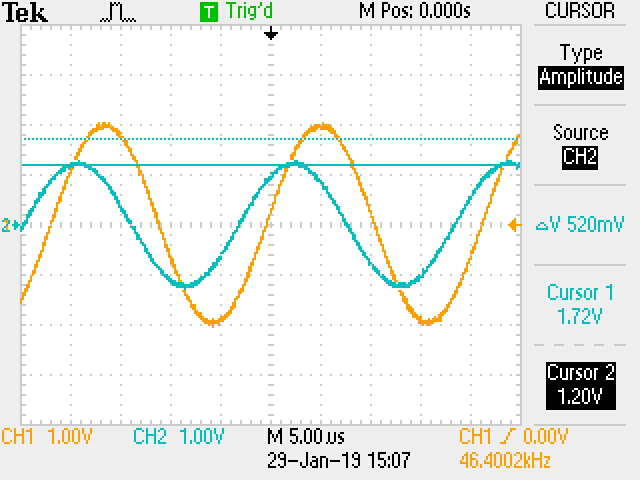 Tek T Trig'd M Pos: 0.000s CURSOR
Type
Amplitude
Source
CH2
2
△V 520mV
Cursor 1
1.72V
Cursor 2
1.20V
CH1 1.00V CH2 1.00V M 5.00us CH1 0.00V
29-Jan-19 15:07 46.4002kHz